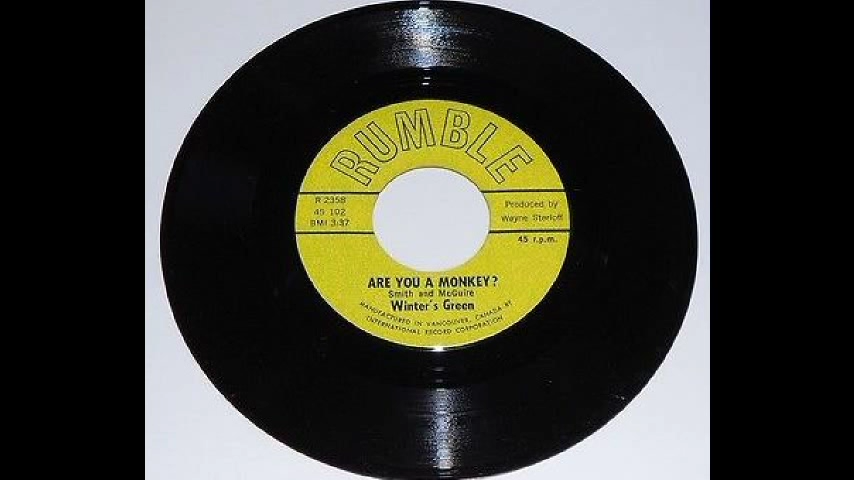 RUMBLE
R 2358
45 102
BMI 3:37
Produced by
Wayne Sterloff
45 r.p.m.
ARE YOU A MONKEY?
Smith and McGuire
Winter's Green
MANUFACTURED IN VANCOUVER, CANADA BY
INTERNATIONAL RECORD CORPORATION